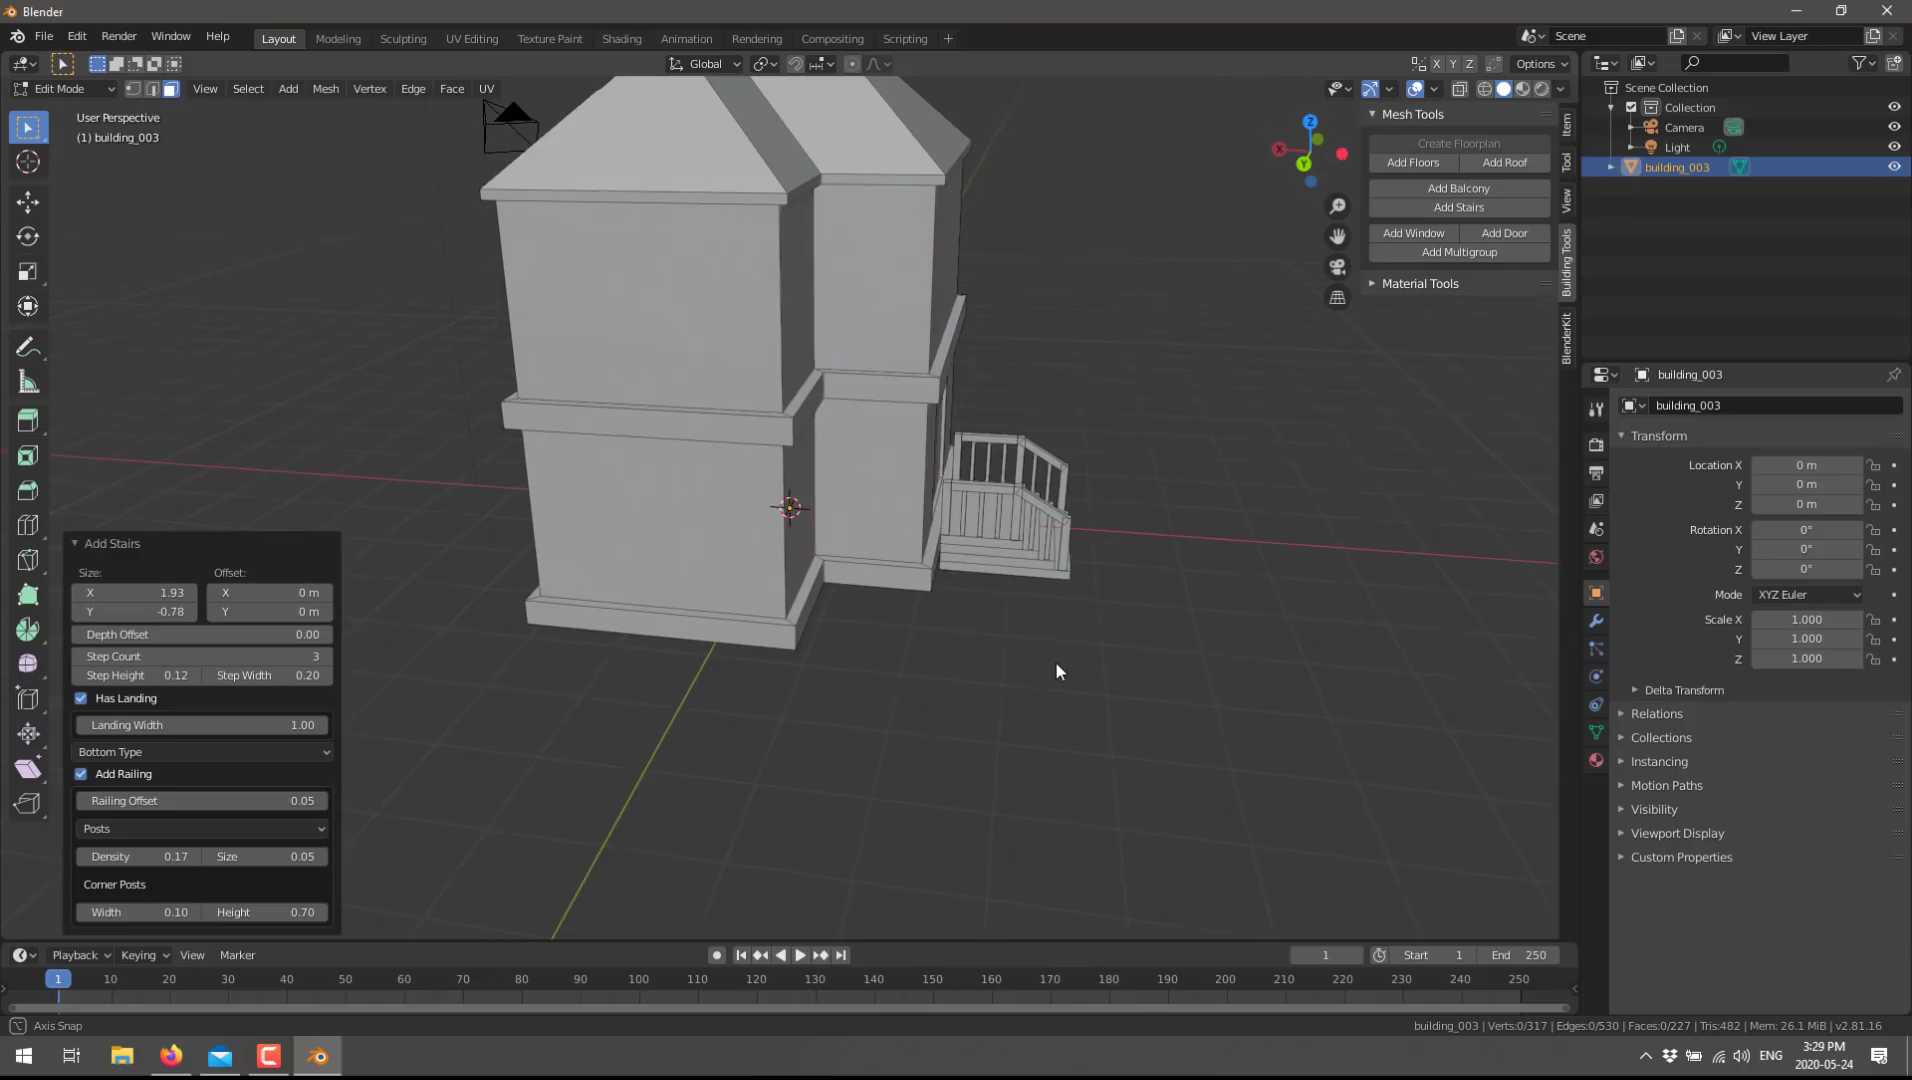 Blender
File Edit Render Window Help
Layout Modeling Sculpting UV Editing Texture Paint Shading Animation Rendering Compositing Scripting
Scene
View Layer
Global
X Y Z
Options
Edit Mode
View Select Add Mesh Vertex Edge Face UV
User Perspective
(1) building_003
Z
X
Y
Mesh Tools
Create Floorplan
Add Floors Add Roof
Add Balcony
Add Stairs
Add Window Add Door
Add Multigroup
Material Tools
Item
Tool
View
Building Tools
BlenderKit
Scene Collection
Collection
Camera
Light
building_003
building_003
building_003
Transform
Location X 0 m
Y 0 m
Z 0 m
Rotation X 0°
Y 0°
Z 0°
Mode XYZ Euler
Scale X 1.000
Y 1.000
Z 1.000
Delta Transform
Relations
Collections
Instancing
Motion Paths
Visibility
Viewport Display
Custom Properties
Add Stairs
Size: Offset:
X 1.93 X 0 m
Y -0.78 Y 0 m
Depth Offset 0.00
Step Count 3
Step Height 0.12 Step Width 0.20
Has Landing
Landing Width 1.00
Bottom Type
Add Railing
Railing Offset 0.05
Posts
Density 0.17 Size 0.05
Corner Posts
Width 0.10 Height 0.70
Playback Keying View Marker
1 Start 1 End 250
1 10 20 30 40 50 60 70 80 90 100 110 120 130 140 150 160 170 180 190 200 210 220 230 240 250
Axis Snap
building_003 | Verts:0/317 | Edges:0/530 | Faces:0/227 | Tris:482 | Mem: 26.1 MiB | v2.81.16
ENG
3:29 PM
2020-05-24